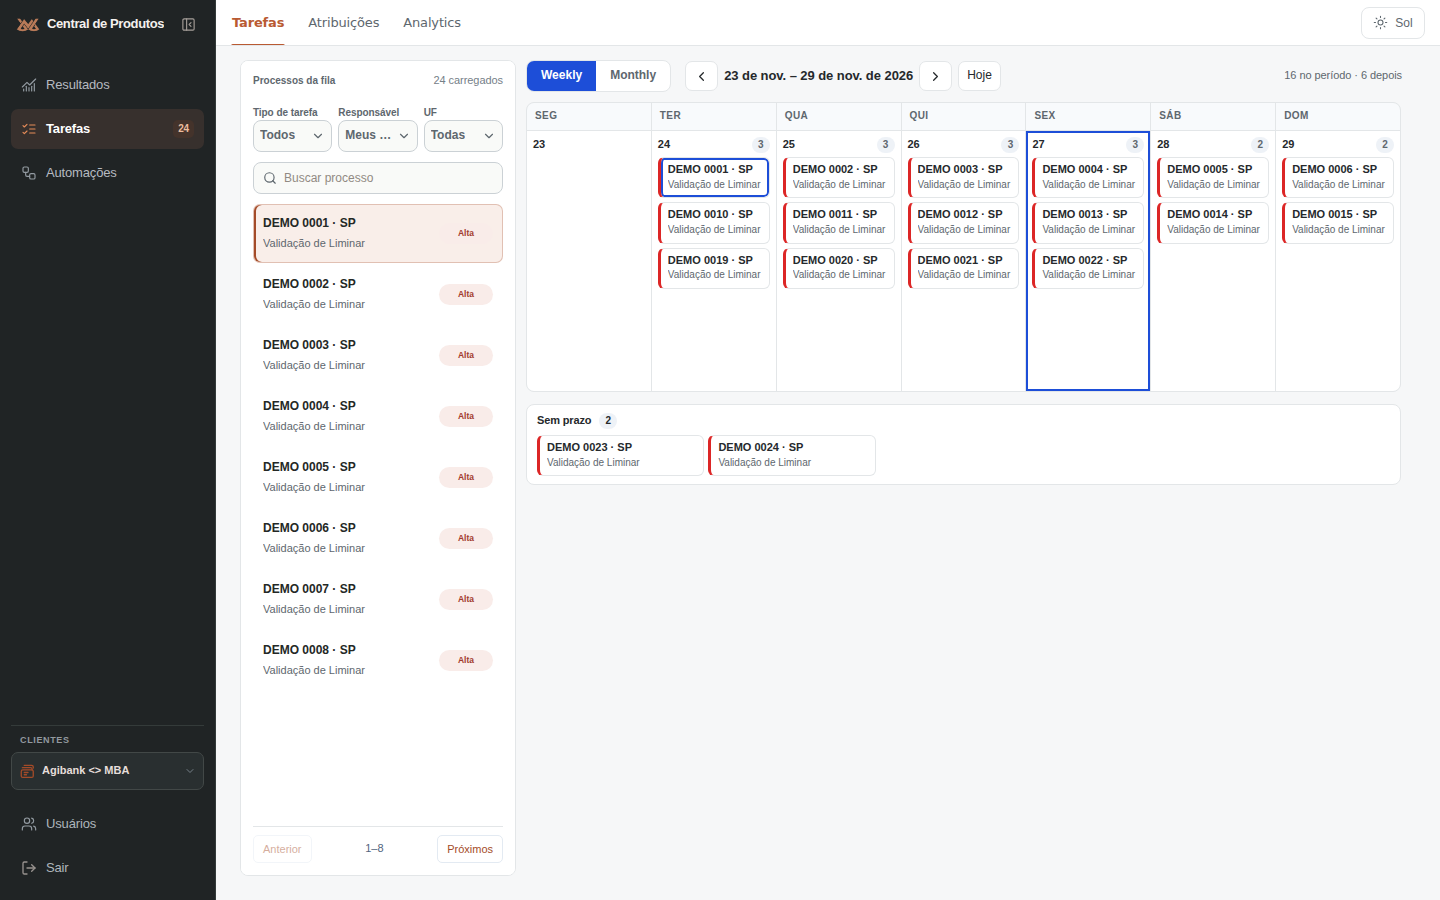 Central de Produtos
Resultados
Tarefas 24
Automações
CLIENTES
Agibank <> MBA
Usuários
Sair
Tarefas Atribuições Analytics
Sol
Processos da fila 24 carregados
Tipo de tarefa Responsável UF
Todos Meus ... Todas
Buscar processo
DEMO 0001 · SP
Validação de Liminar
Alta
DEMO 0002 · SP
Validação de Liminar
Alta
DEMO 0003 · SP
Validação de Liminar
Alta
DEMO 0004 · SP
Validação de Liminar
Alta
DEMO 0005 · SP
Validação de Liminar
Alta
DEMO 0006 · SP
Validação de Liminar
Alta
DEMO 0007 · SP
Validação de Liminar
Alta
DEMO 0008 · SP
Validação de Liminar
Alta
Anterior 1–8 Próximos
Weekly Monthly
23 de nov. – 29 de nov. de 2026
Hoje
16 no período · 6 depois
SEG TER QUA QUI SEX SÁB DOM
23 24 3 25 3 26 3 27 3 28 2 29 2
DEMO 0001 · SP DEMO 0002 · SP DEMO 0003 · SP DEMO 0004 · SP DEMO 0005 · SP DEMO 0006 · SP
Validação de Liminar Validação de Liminar Validação de Liminar Validação de Liminar Validação de Liminar Validação de Liminar
DEMO 0010 · SP DEMO 0011 · SP DEMO 0012 · SP DEMO 0013 · SP DEMO 0014 · SP DEMO 0015 · SP
Validação de Liminar Validação de Liminar Validação de Liminar Validação de Liminar Validação de Liminar Validação de Liminar
DEMO 0019 · SP DEMO 0020 · SP DEMO 0021 · SP DEMO 0022 · SP
Validação de Liminar Validação de Liminar Validação de Liminar Validação de Liminar
Sem prazo 2
DEMO 0023 · SP DEMO 0024 · SP
Validação de Liminar Validação de Liminar